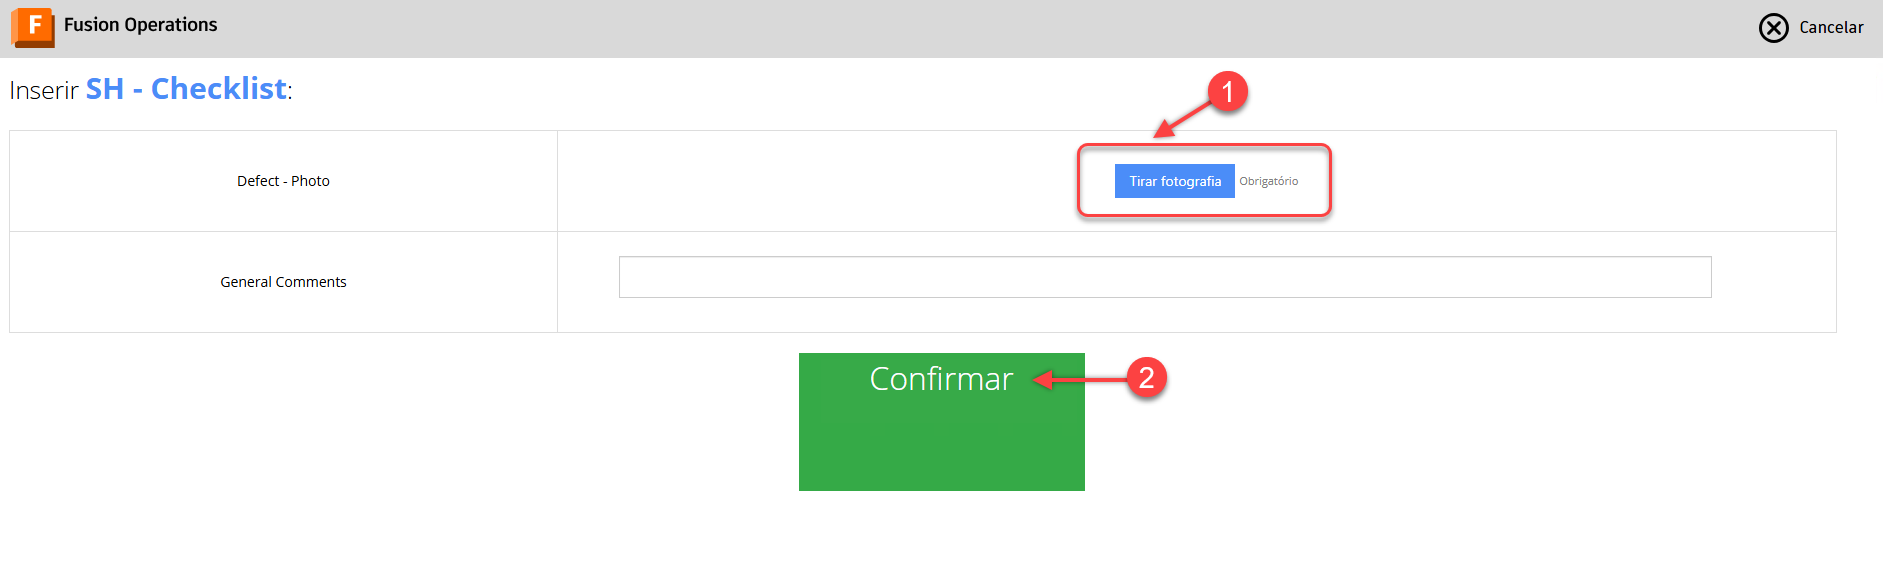 F Fusion Operations
Cancelar
Inserir SH - Checklist:
1
Defect - Photo
Tirar fotografia Obrigatório
General Comments
Confirmar
2